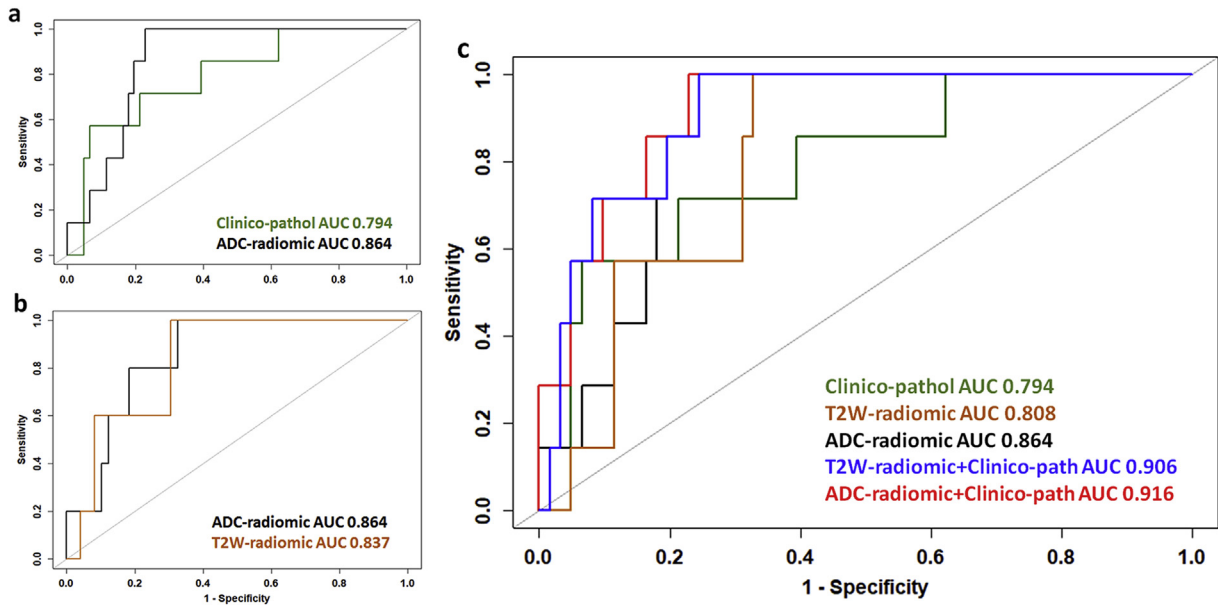 a
Sensitivity
1.0
0.8
0.6
0.4
0.2
0.0
0.0 0.2 0.4 0.6 0.8 1.0
Clinico-pathol AUC 0.794
ADC-radiomic AUC 0.864
b
Sensitivity
1.0
0.8
0.6
0.4
0.2
0.0
0.0 0.2 0.4 0.6 0.8 1.0
1 - Specificity
ADC-radiomic AUC 0.864
T2W-radiomic AUC 0.837
c
Sensitivity
1.0
0.8
0.6
0.4
0.2
0.0
0.0 0.2 0.4 0.6 0.8 1.0
1 - Specificity
Clinico-pathol AUC 0.794
T2W-radiomic AUC 0.808
ADC-radiomic AUC 0.864
T2W-radiomic+Clinico-path AUC 0.906
ADC-radiomic+Clinico-path AUC 0.916